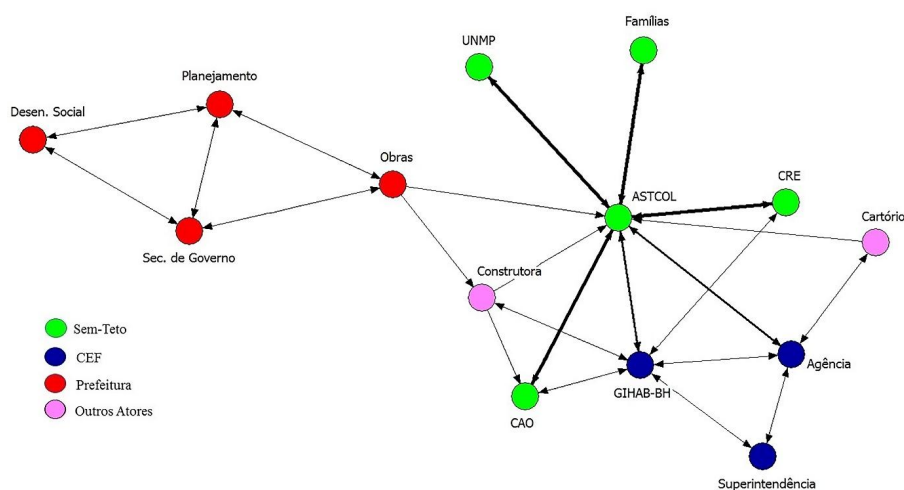 Famílias
UNMP
Planejamento
Desen. Social
Obras
CRE
ASTCOL
Cartório
Sec. de Governo
Construtora
Sem-Teto
CEF
Agência
Prefeitura
GIHAB-BH
Outros Atores
CAO
Superintendência